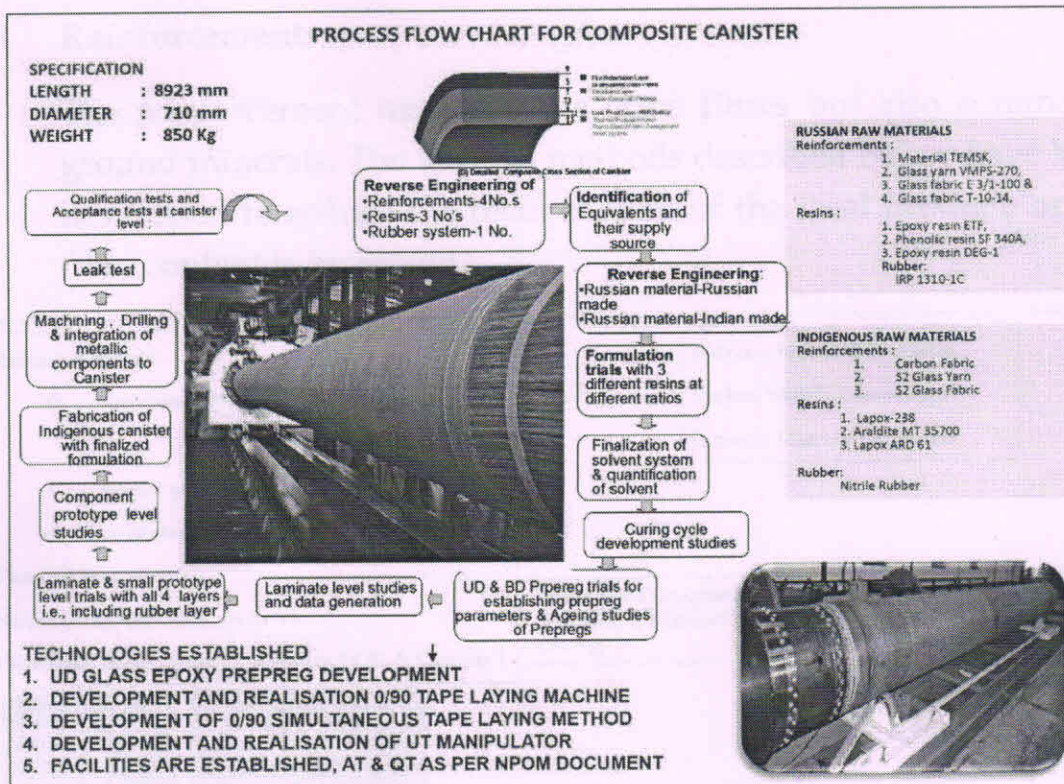 PROCESS FLOW CHART FOR COMPOSITE CANISTER
SPECIFICATION
LENGTH : 8923 mm
DIAMETER : 710 mm
WEIGHT : 850 Kg
Detailed Composite Cross Section of Canister
Qualification tests and
Acceptance tests at canister
level :
Reverse Engineering of
•Reinforcements-4No.s
•Resins-3 No's
•Rubber system-1 No.
Identification of
Equivalents and
their supply
source
Reverse Engineering:
•Russian material-Russian
made
•Russian material-Indian made.
Formulation
trials with 3
different resins at
different ratios
Finalization of
solvent system
& quantification
of solvent
Curing cycle
development studies
UD & BD Prpereg trials for
establishing prepreg
parameters & Ageing studies
of Prepregs
Laminate level studies
and data generation
Laminate & small prototype
level trials with all 4 layers
i.e., including rubber layer
Component
prototype level
studies
Fabrication of
Indigenous canister
with finalized
formulation
Machining , Drilling
& integration of
metallic
components to
Canister
Leak test
RUSSIAN RAW MATERIALS
Reinforcements :
1. Material TEMSK,
2. Glass yarn VMPS-270,
3. Glass fabric E 3/1-100 &
4. Glass fabric T-10-14,
Resins :
1. Epoxy resin ETF,
2. Phenolic resin SF 340A,
3. Epoxy resin DEG-1
Rubber:
IRP 1310-1C
INDIGENOUS RAW MATERIALS
Reinforcements :
1. Carbon Fabric
2. S2 Glass Yarn
3. S2 Glass Fabric
Resins :
1. Lapox-238
2. Araldite MT 35700
3. Lapox ARD 61
Rubber:
Nitrile Rubber
TECHNOLOGIES ESTABLISHED
1. UD GLASS EPOXY PREPREG DEVELOPMENT
2. DEVELOPMENT AND REALISATION 0/90 TAPE LAYING MACHINE
3. DEVELOPMENT OF 0/90 SIMULTANEOUS TAPE LAYING METHOD
4. DEVELOPMENT AND REALISATION OF UT MANIPULATOR
5. FACILITIES ARE ESTABLISHED, AT & QT AS PER NPOM DOCUMENT